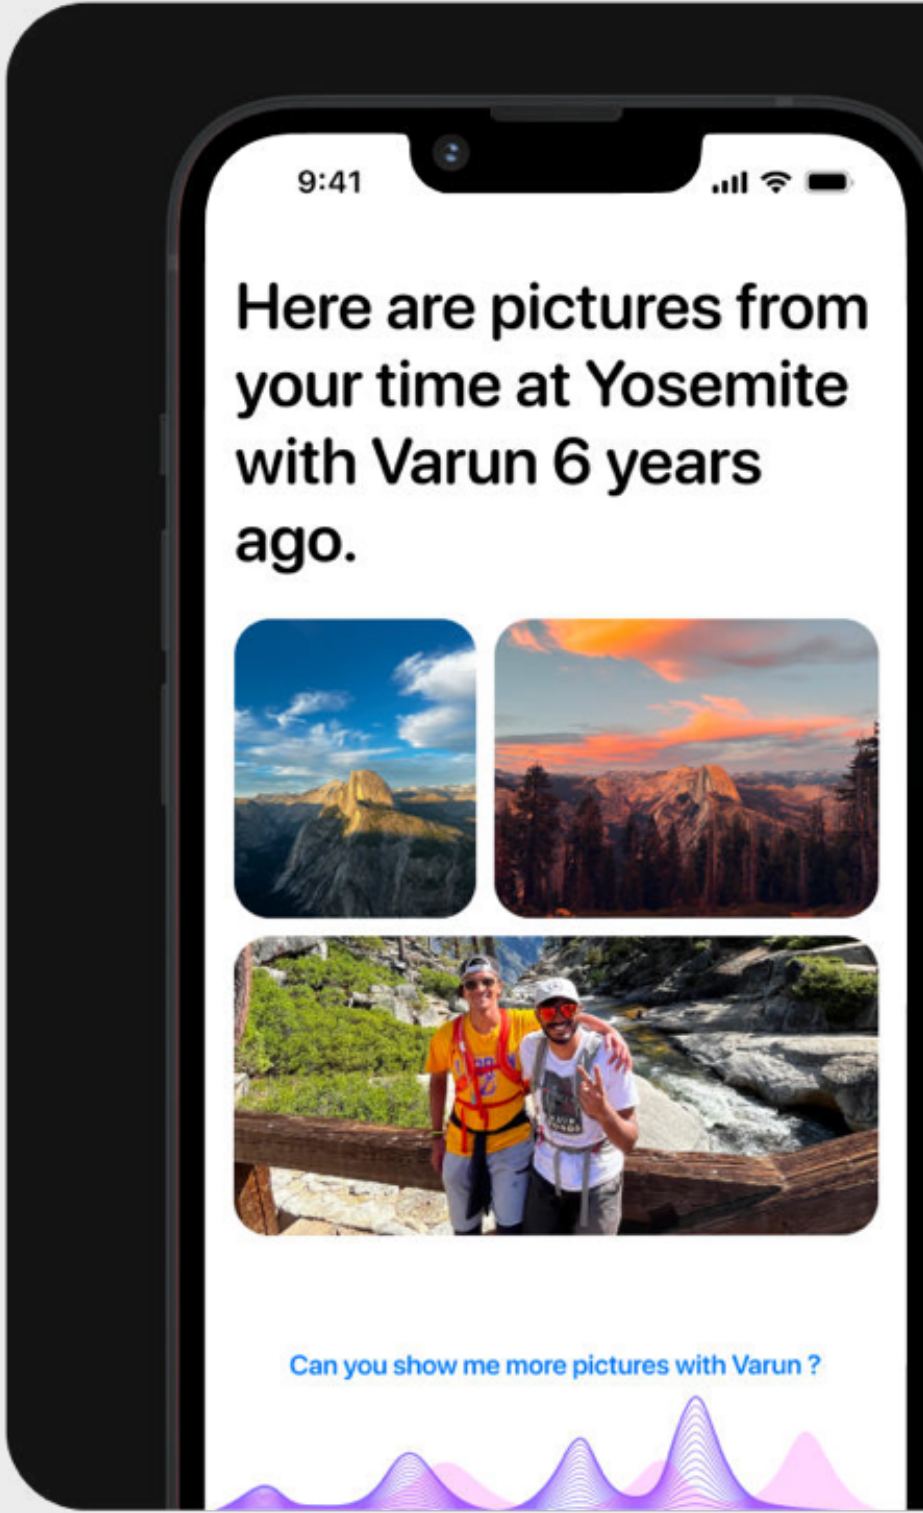 9:41
Here are pictures from
your time at Yosemite
with Varun 6 years
ago.
Can you show me more pictures with Varun ?